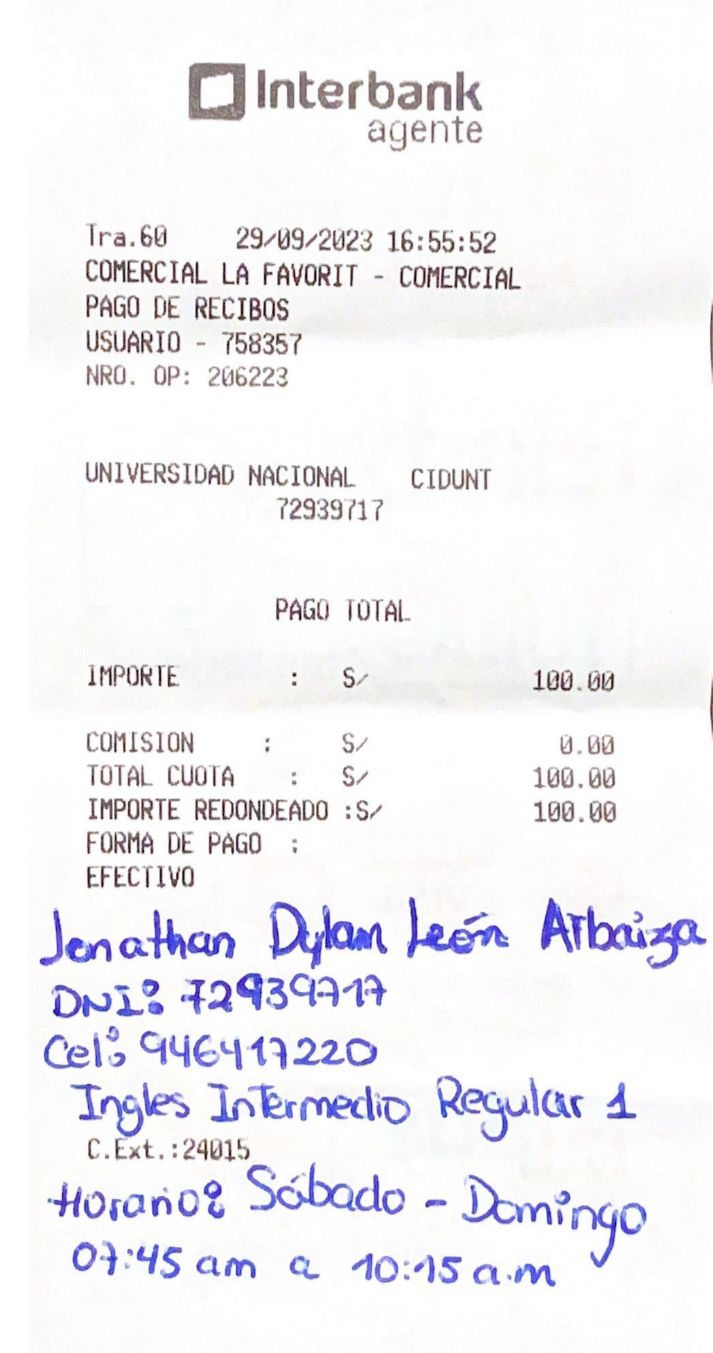 Interbank
agente
Tra.60 29/09/2023 16:55:52
COMERCIAL LA FAVORIT - COMERCIAL
PAGO DE RECIBOS
USUARIO - 758357
NRO. OP: 206223
UNIVERSIDAD NACIONAL CIDUNT
72939717
PAGO TOTAL
IMPORTE : S/ 100.00
COMISION : S/ 0.00
TOTAL CUOTA : S/ 100.00
IMPORTE REDONDEADO :S/ 100.00
FORMA DE PAGO :
EFECTIVO
Jonathan Dylam León Arbaiza
DNI: 72939717
Cel: 946417220
Ingles Intermedio Regular 1
C.Ext.:24015
Horario: Sábado - Domingo
07:45 am a 10:15 a.m